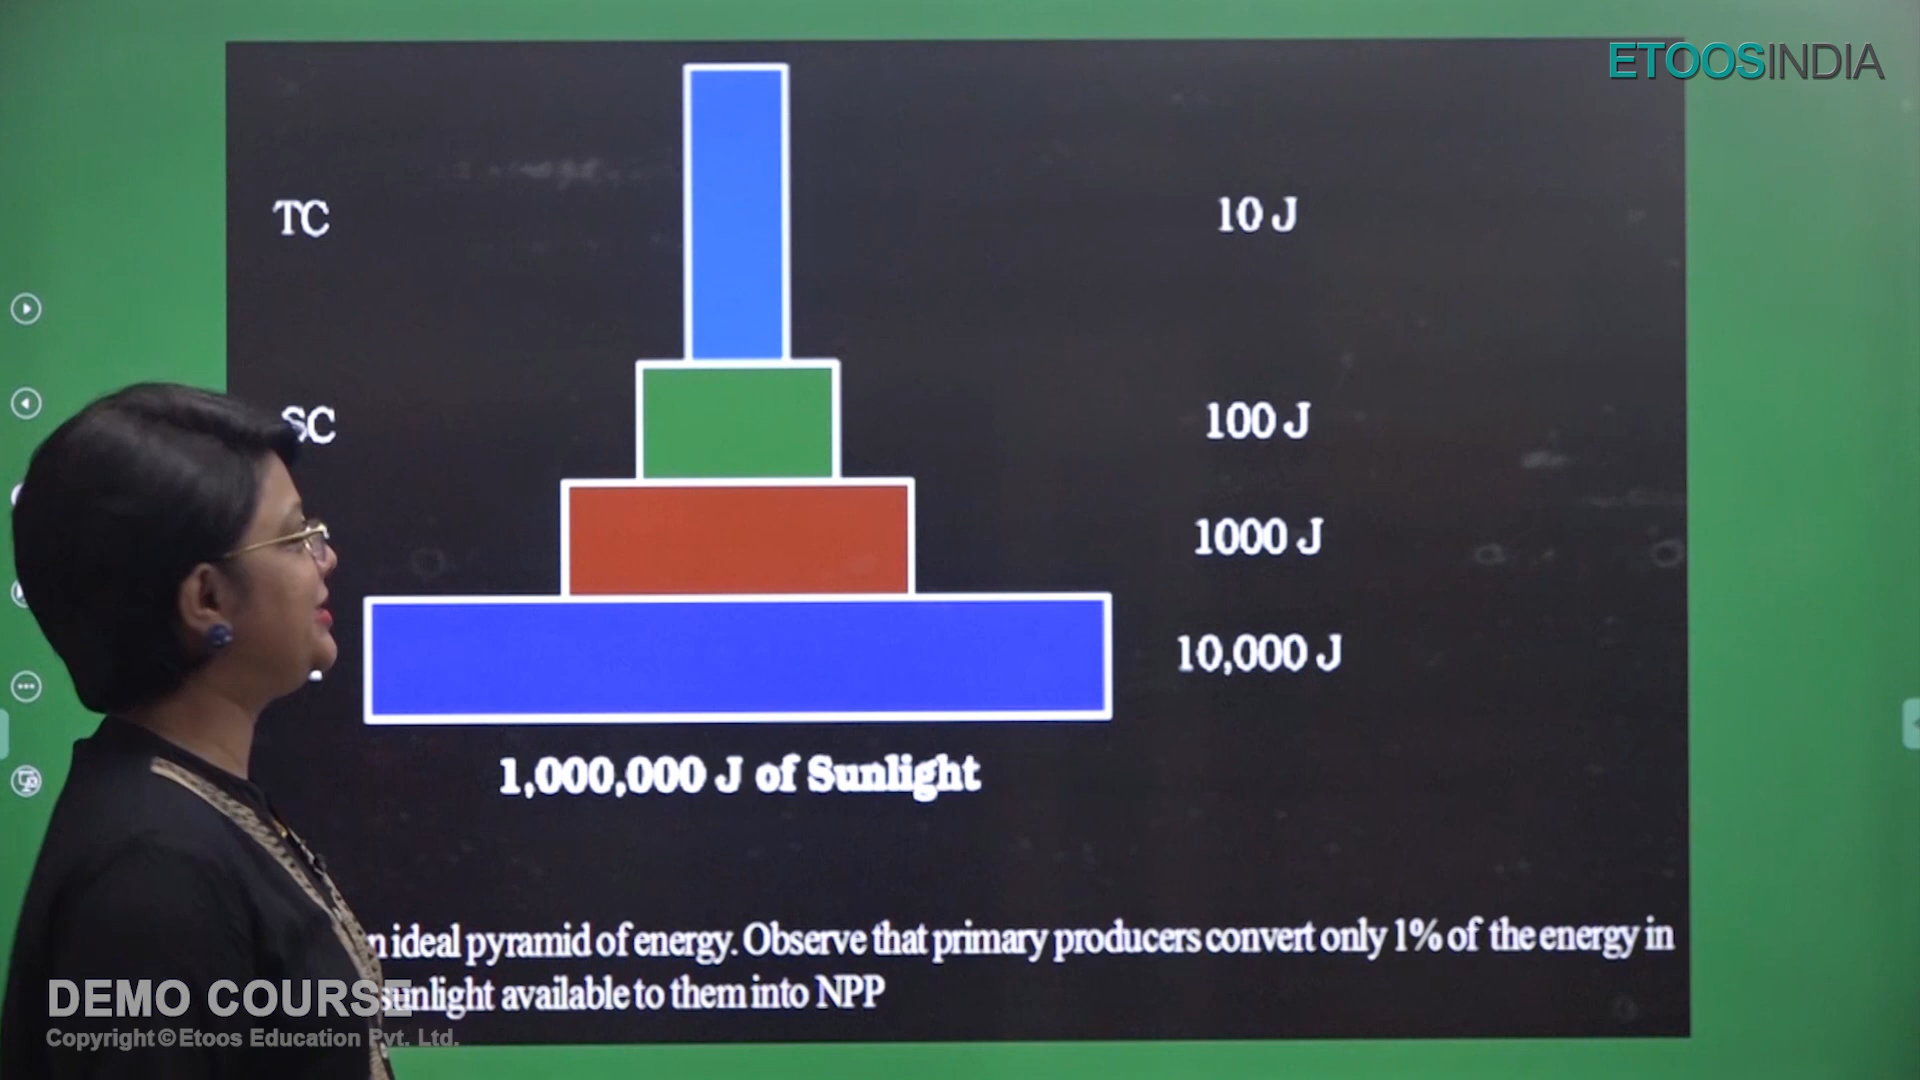 ETOOSINDIA
TC
10 J
SC
100 J
1000 J
10,000 J
1,000,000 J of Sunlight
ideal pyramid of energy. Observe that primary producers convert only 1% of the energy in
sunlight available to them into NPP
DEMO COURSE
Copyright © Etoos Education Pvt. Ltd.